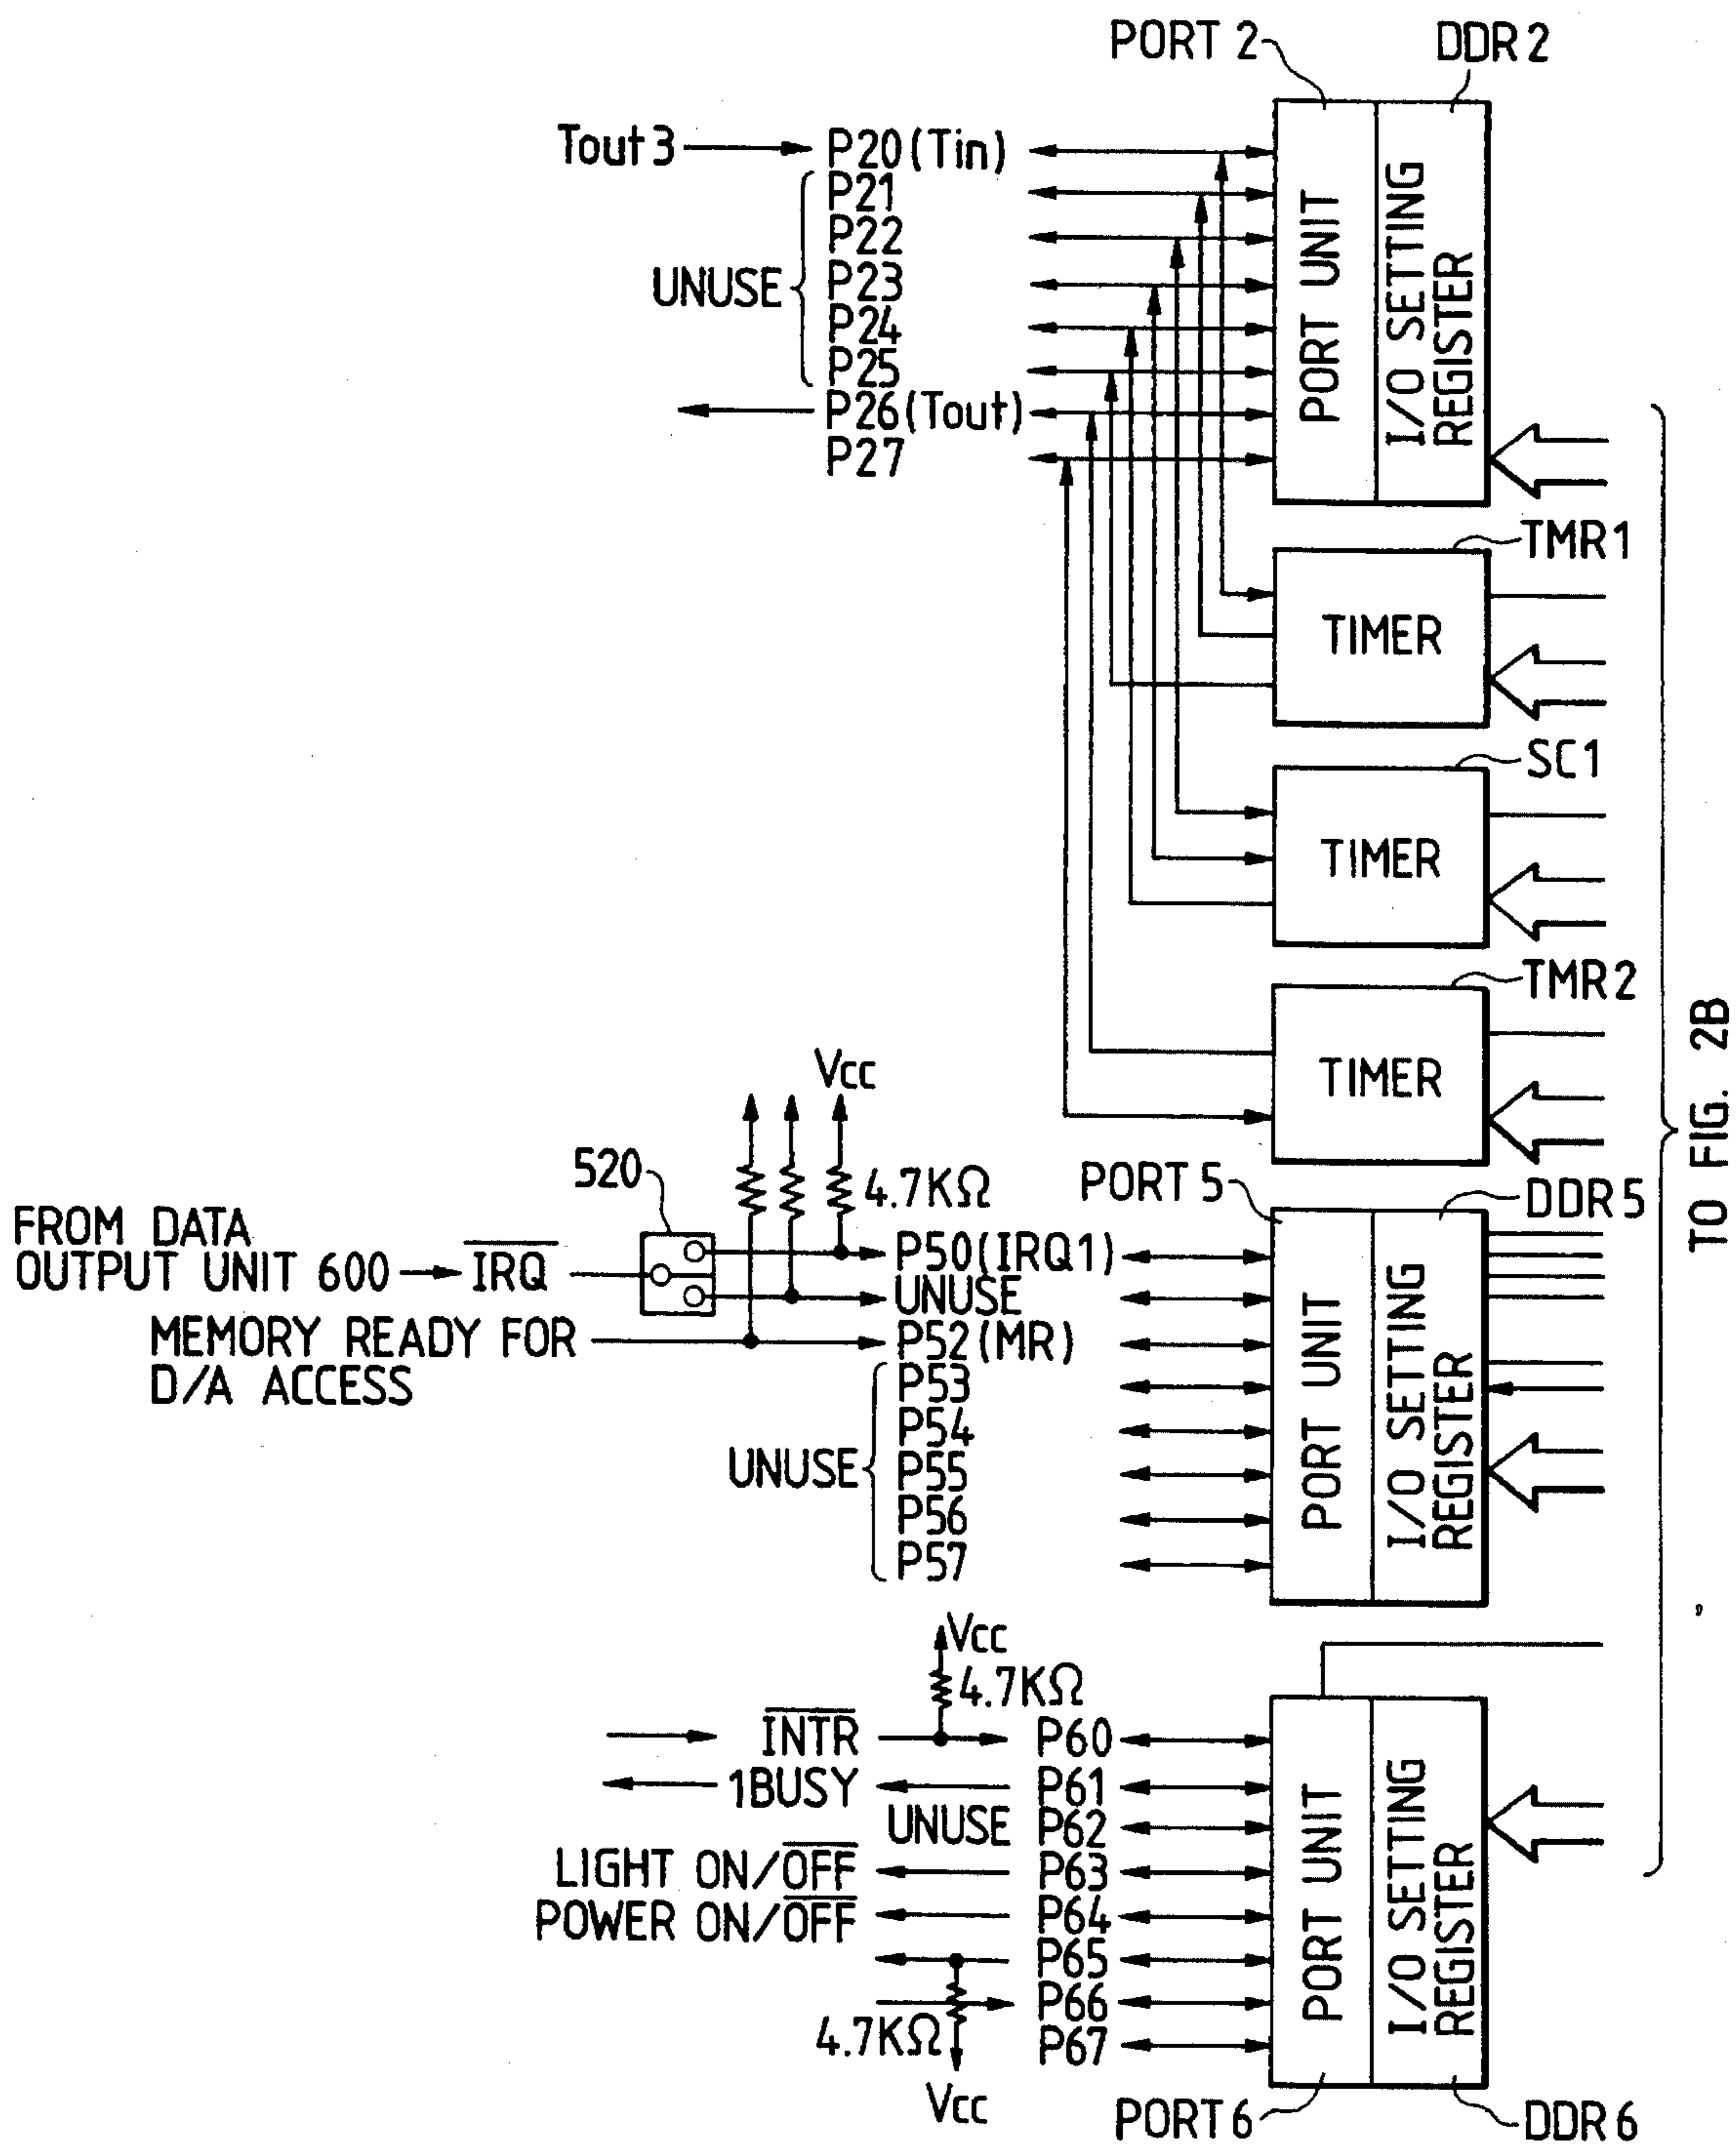 PORT 2
DDR 2
Tout 3
P20 (Tin)
P21
P22
P23
P24
P25
UNUSE
P26 (Tout)
P27
PORT UNIT
I/O SETTING
REGISTER
TMR 1
TIMER
SC 1
TIMER
TMR 2
TIMER
Vcc
520
4.7KΩ
PORT 5
DDR 5
FROM DATA
OUTPUT UNIT 600
IRQ
P50 (IRQ1)
UNUSE
MEMORY READY FOR
D/A ACCESS
P52 (MR)
P53
P54
P55
P56
P57
UNUSE
PORT UNIT
I/O SETTING
REGISTER
Vcc
4.7KΩ
INTR
P60
1BUSY
P61
UNUSE P62
LIGHT ON/OFF
P63
POWER ON/OFF
P64
P65
P66
4.7KΩ
P67
Vcc
PORT UNIT
I/O SETTING
REGISTER
PORT 6
DDR 6
TO FIG. 2B